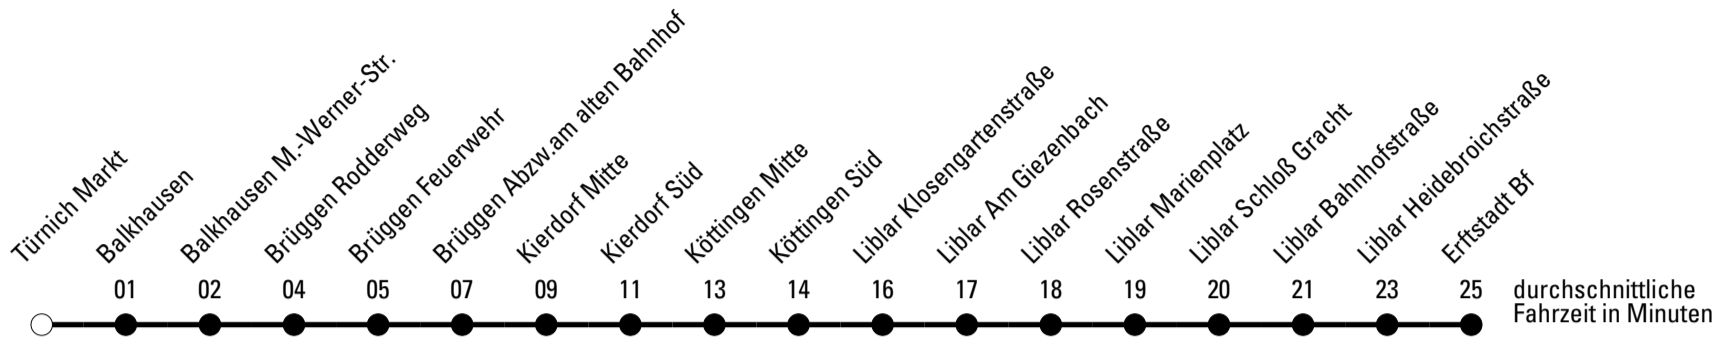 Türnich Markt
Balkhausen
Balkhausen M.-Werner-Str.
Brüggen Rodderweg
Brüggen Feuerwehr
Brüggen Abzw.am alten Bahnhof
Kierdorf Mitte
Kierdorf Süd
Köttingen Mitte
Köttingen Süd
Liblar Klosengartenstraße
Liblar Am Giezenbach
Liblar Rosenstraße
Liblar Marienplatz
Liblar Schloß Gracht
Liblar Bahnhofstraße
Liblar Heidebroichstraße
Erftstadt Bf
01 02 04 05 07 09 11 13 14 16 17 18 19 20 21 23 25
durchschnittliche
Fahrzeit in Minuten